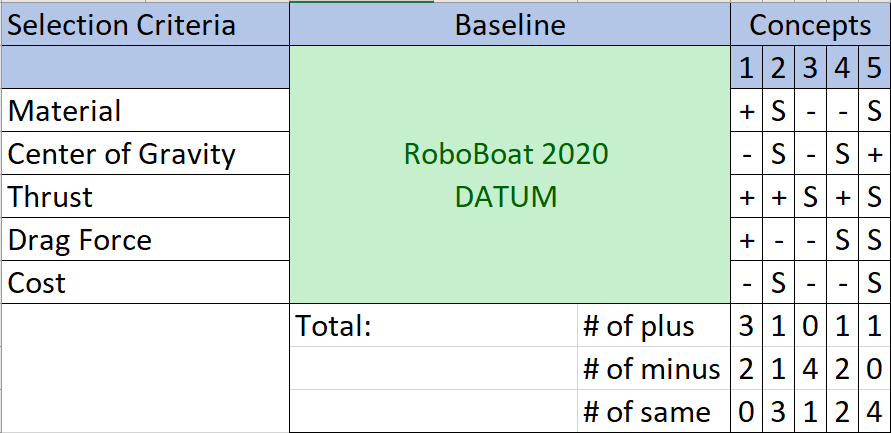 Selection Criteria Baseline Concepts
1 2 3 4 5
Material + S - - S
Center of Gravity - S - S +
RoboBoat 2020
DATUM
Thrust + + S + S
Drag Force + - - S S
Cost - S - - S
Total: # of plus 3 1 0 1 1
# of minus 2 1 4 2 0
# of same 0 3 1 2 4